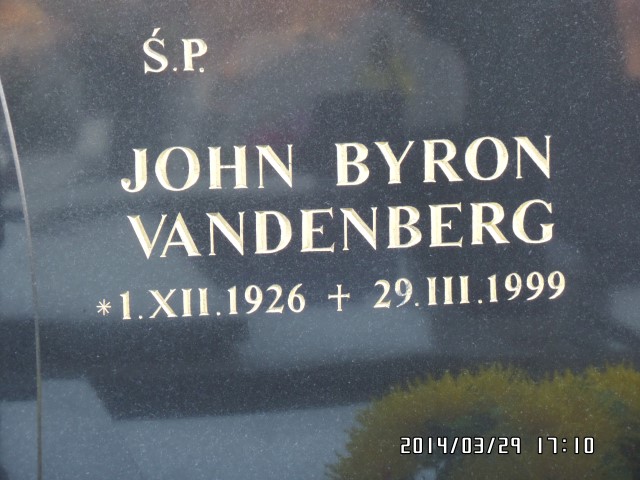 Ś.P.
JOHN BYRON
VANDENBERG
*1.XII.1926 + 29.III.1999
2014/03/29 17:10